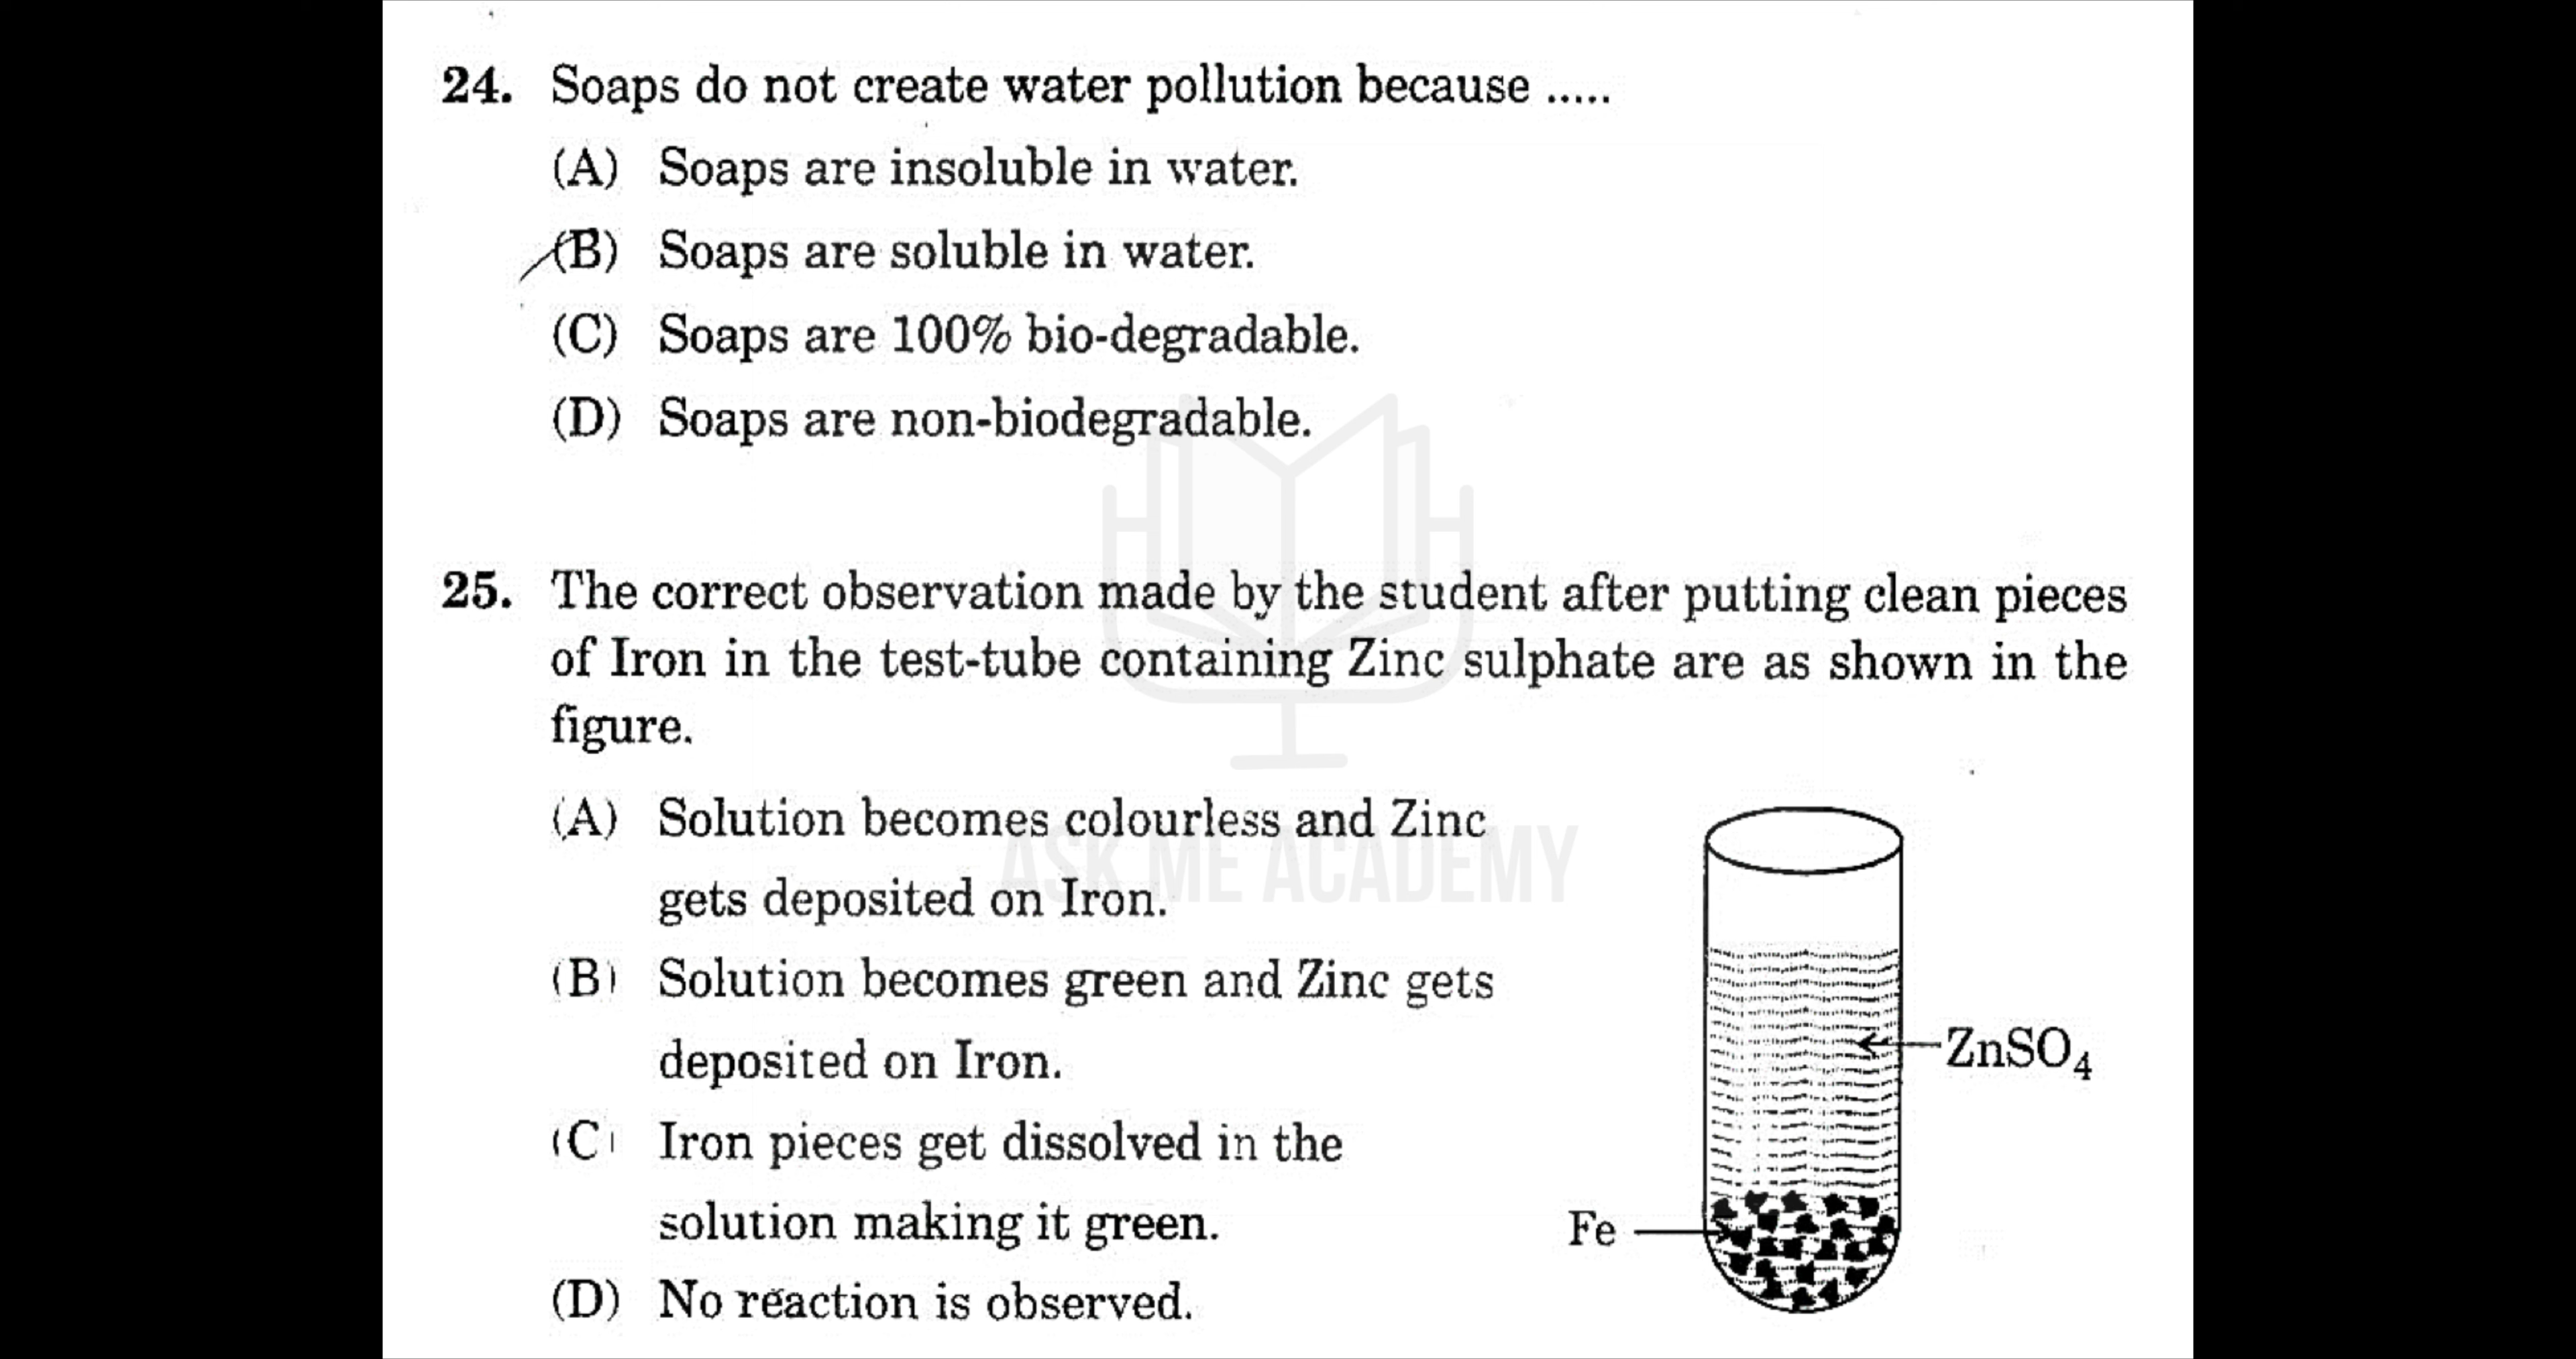 24. Soaps do not create water pollution because .....
(A) Soaps are insoluble in water.
(B) Soaps are soluble in water.
(C) Soaps are 100% bio-degradable.
(D) Soaps are non-biodegradable.
25. The correct observation made by the student after putting clean pieces
of Iron in the test-tube containing Zinc sulphate are as shown in the
figure.
(A) Solution becomes colourless and Zinc
gets deposited on Iron.
(B) Solution becomes green and Zinc gets
deposited on Iron.
(C) Iron pieces get dissolved in the
solution making it green.
(D) No reaction is observed.
ZnSO₄
Fe
ASK ME ACADEMY